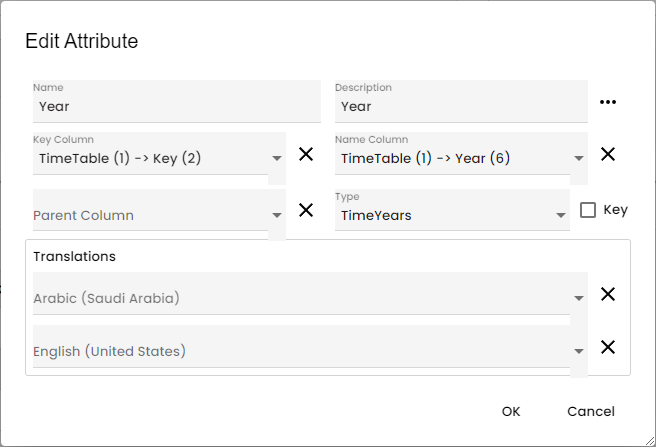 Edit Attribute
Name
Description
Year
Year
•••
Key Column
Name Column
TimeTable (1) -> Key (2)
TimeTable (1) -> Year (6)
Parent Column
Type
TimeYears
Key
Translations
Arabic (Saudi Arabia)
English (United States)
OK
Cancel